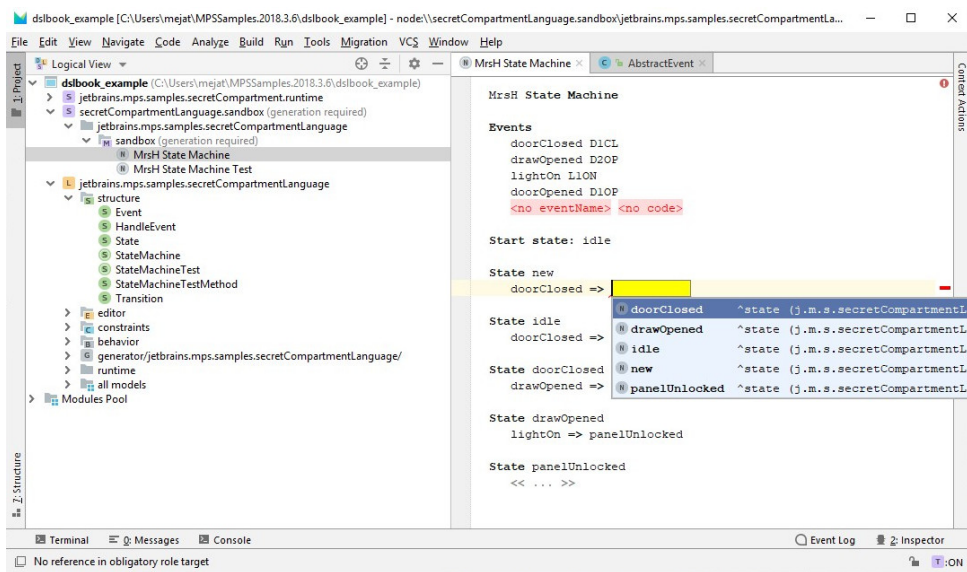 dslbook_example [C:\Users\mejat\MPSSamples.2018.3.6\dslbook_example] - node:\\secretCompartmentLanguage.sandbox\jetbrains.mps.samples.secretCompartmentLa...
File Edit View Navigate Code Analyze Build Run Tools Migration VCS Window Help
Logical View
MrsH State Machine
AbstractEvent
1: Project
Context Actions
dslbook_example (C:\Users\mejat\MPSSamples.2018.3.6\dslbook_example)
S jetbrains.mps.samples.secretCompartment.runtime
S secretCompartmentLanguage.sandbox (generation required)
jetbrains.mps.samples.secretCompartmentLanguage
sandbox (generation required)
N MrsH State Machine
N MrsH State Machine Test
L jetbrains.mps.samples.secretCompartmentLanguage
structure
S Event
S HandleEvent
S State
S StateMachine
S StateMachineTest
S StateMachineTestMethod
S Transition
editor
constraints
behavior
G generator/jetbrains.mps.samples.secretCompartmentLanguage/
runtime
all models
Modules Pool
MrsH State Machine
Events
doorClosed D1CL
drawOpened D2OP
lightOn L1ON
doorOpened D1OP
<no eventName> <no code>
Start state: idle
State new
doorClosed =>
N doorClosed ^state (j.m.s.secretCompartmentL
N drawOpened ^state (j.m.s.secretCompartmentL
N idle ^state (j.m.s.secretCompartmentL
N new ^state (j.m.s.secretCompartmentL
N panelUnlocked ^state (j.m.s.secretCompartmentL
State idle
doorClosed =>
State doorClosed
drawOpened =>
State drawOpened
lightOn => panelUnlocked
State panelUnlocked
<< ... >>
7: Structure
Terminal 0: Messages Console Event Log 2: Inspector
No reference in obligatory role target T:ON